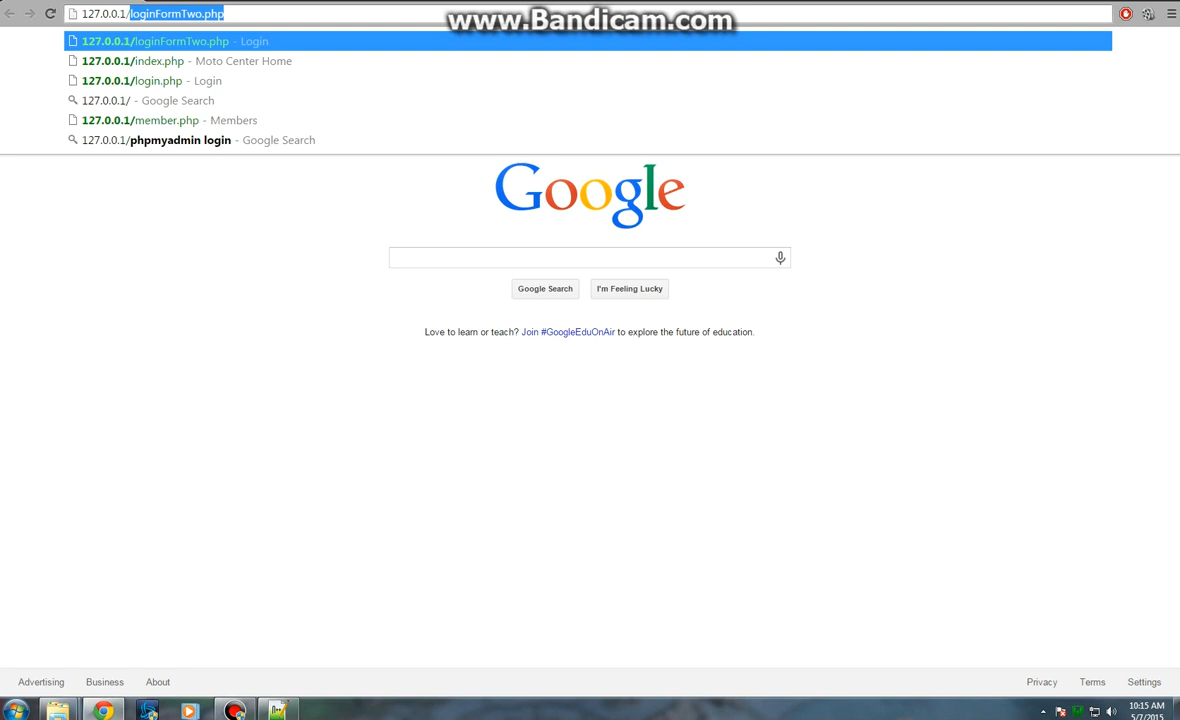 www.Bandicam.com
127.0.0.1/loginFormTwo.php
127.0.0.1/loginFormTwo.php - Login
127.0.0.1/index.php - Moto Center Home
127.0.0.1/login.php - Login
127.0.0.1/ - Google Search
127.0.0.1/member.php - Members
127.0.0.1/phpmyadmin login - Google Search
Google
Google Search I'm Feeling Lucky
Love to learn or teach? Join #GoogleEduOnAir to explore the future of education.
Advertising Business About Privacy Terms Settings
10:15 AM
5/7/2015